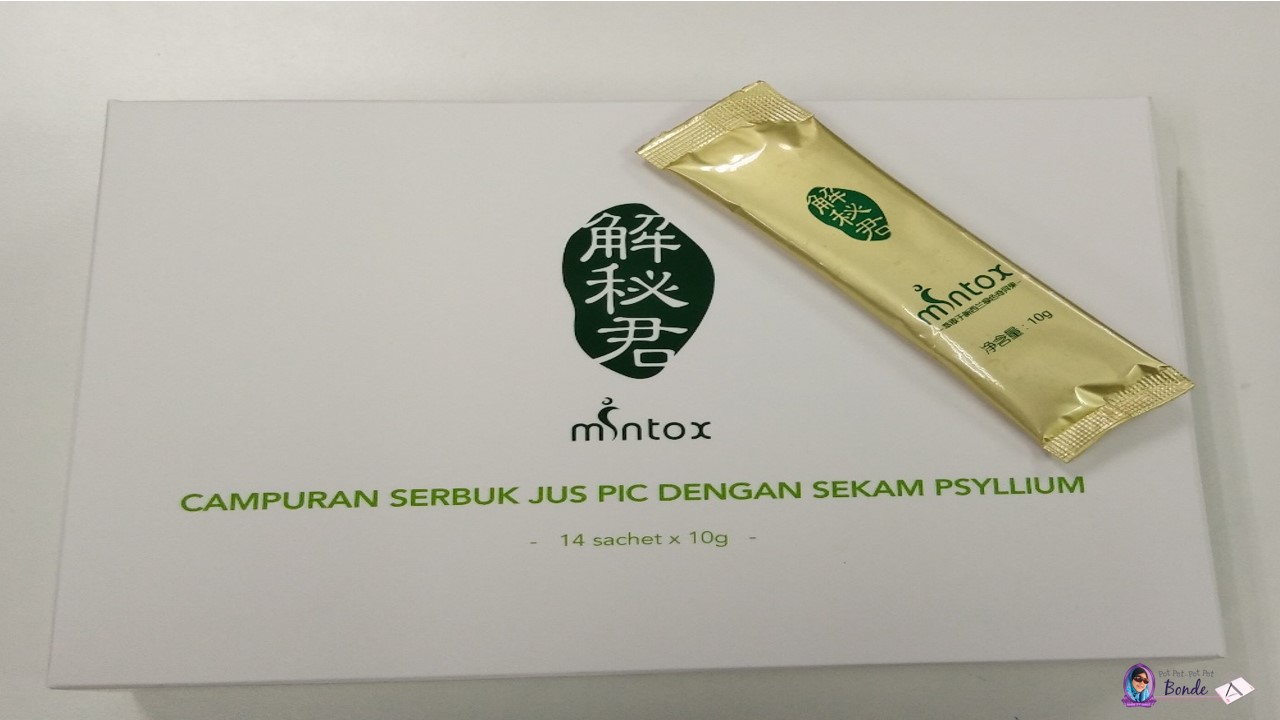 解
秘
君
mintox
CAMPURAN SERBUK JUS PIC DENGAN SEKAM PSYLLIUM
- 14 sachet x 10g -
解
秘
君
mintox
净含量：10g
Bonde